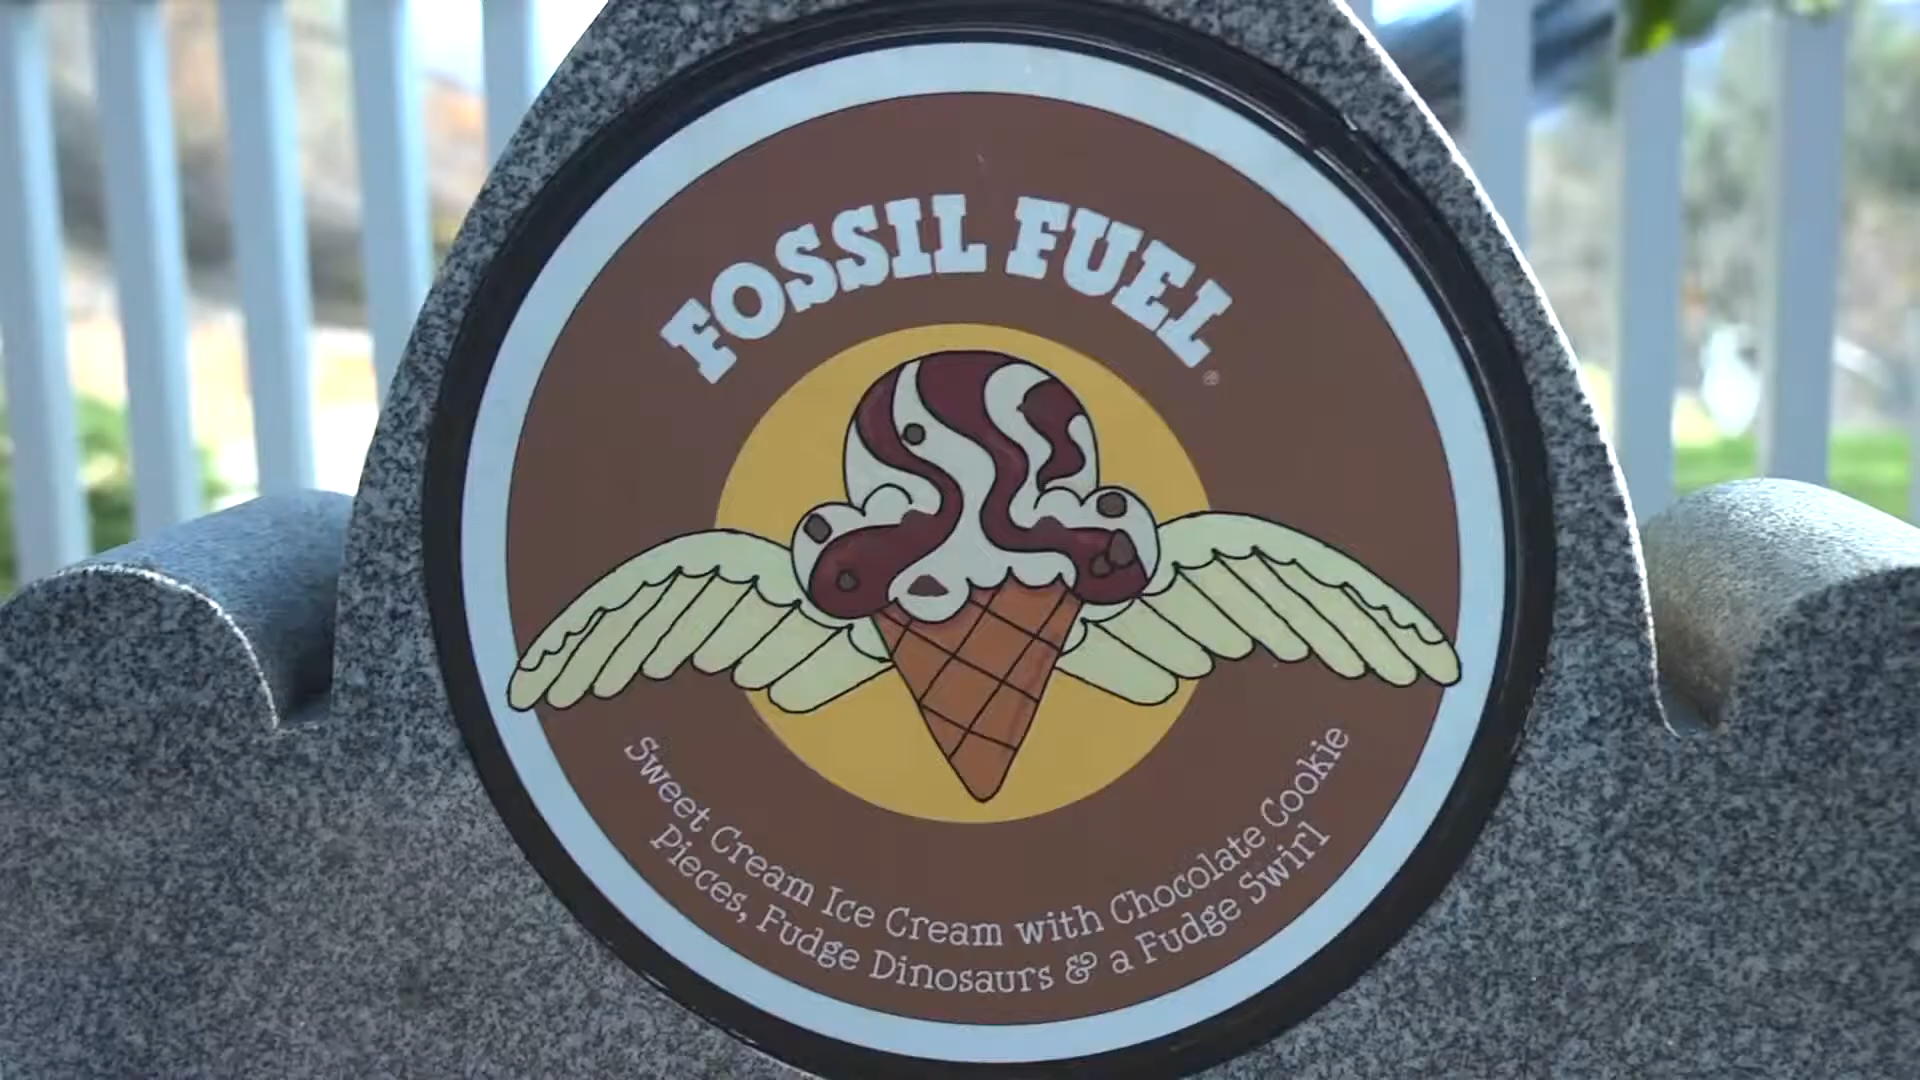 FOSSIL FUEL®
Sweet Cream Ice Cream with Chocolate Cookie
Pieces, Fudge Dinosaurs & a Fudge Swirl